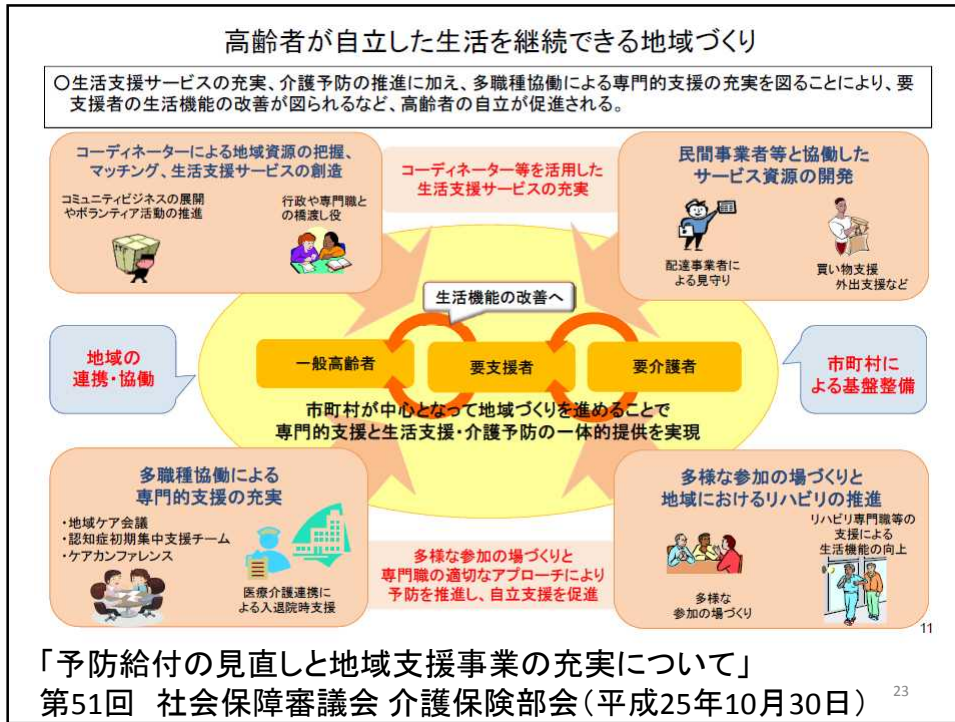 高齢者が自立した生活を継続できる地域づくり
○生活支援サービスの充実、介護予防の推進に加え、多職種協働による専門的支援の充実を図ることにより、要
支援者の生活機能の改善が図られるなど、高齢者の自立が促進される。
コーディネーターによる地域資源の把握、
マッチング、生活支援サービスの創造
コミュニティビジネスの展開
やボランティア活動の推進
行政や専門職と
の橋渡し役
コーディネーター等を活用した
生活支援サービスの充実
民間事業者等と協働した
サービス資源の開発
配達事業者に
よる見守り
買い物支援
外出支援など
生活機能の改善へ
地域の
連携・協働
一般高齢者
要支援者
要介護者
市町村に
よる基盤整備
市町村が中心となって地域づくりを進めることで
専門的支援と生活支援・介護予防の一体的提供を実現
多職種協働による
専門的支援の充実
・地域ケア会議
・認知症初期集中支援チーム
・ケアカンファレンス
医療介護連携に
よる入退院時支援
多様な参加の場づくりと
専門職の適切なアプローチにより
予防を推進し、自立支援を促進
多様な参加の場づくりと
地域におけるリハビリの推進
リハビリ専門職等の
支援による
生活機能の向上
多様な
参加の場づくり
11
「予防給付の見直しと地域支援事業の充実について」
第51回 社会保障審議会 介護保険部会（平成25年10月30日）
23